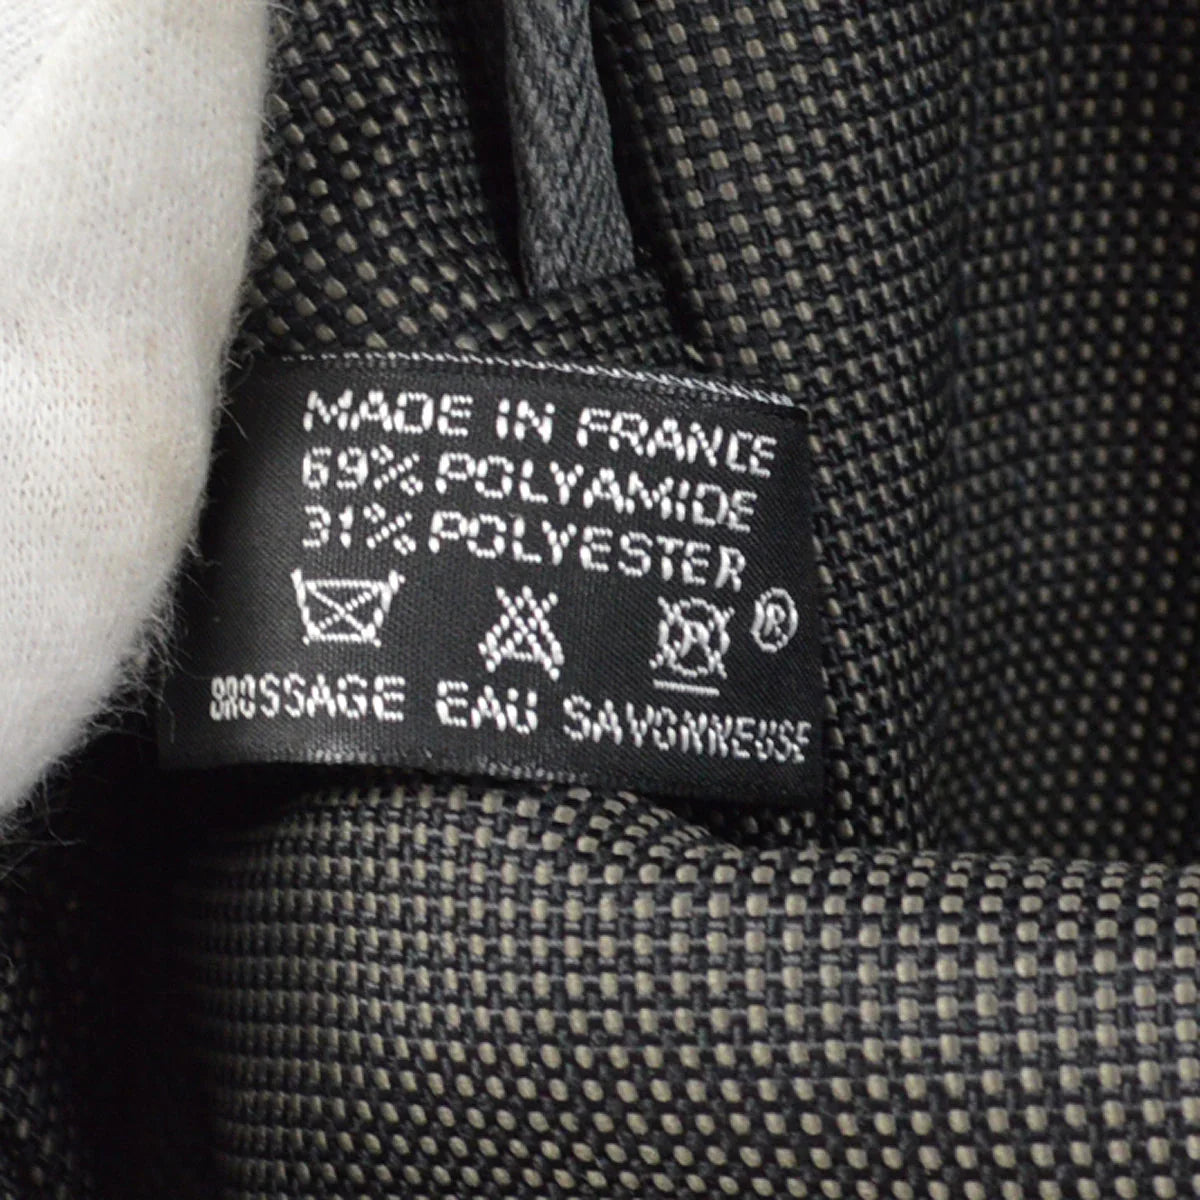 MADE IN FRANCE
69% POLYAMIDE
31% POLYESTER
P ®
BROSSAGE EAU SAVONNEUSE